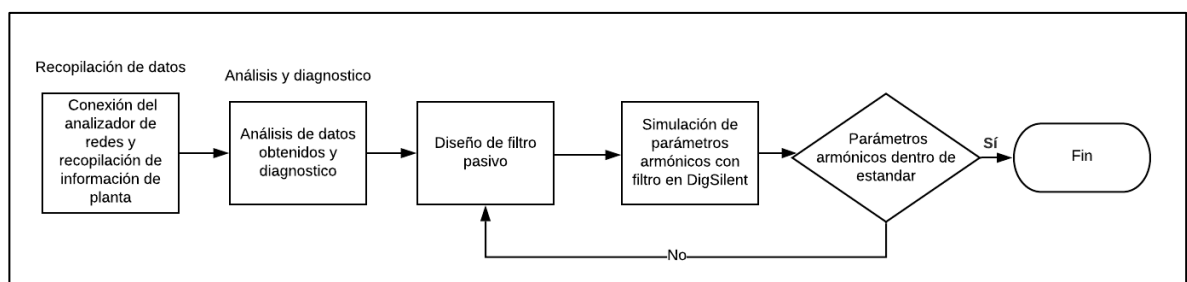 Recopilación de datos
Conexión del
analizador de
redes y
recopilación de
información de
planta
Análisis y diagnostico
Análisis de datos
obtenidos y
diagnostico
Diseño de filtro
pasivo
Simulación de
parámetros
armónicos con
filtro en DigSilent
Parámetros
armónicos dentro de
estandar
Sí
Fin
No